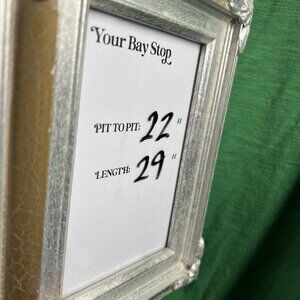 Your Bay Stop
PIT TO PIT: 22 "
LENGTH: 29 "